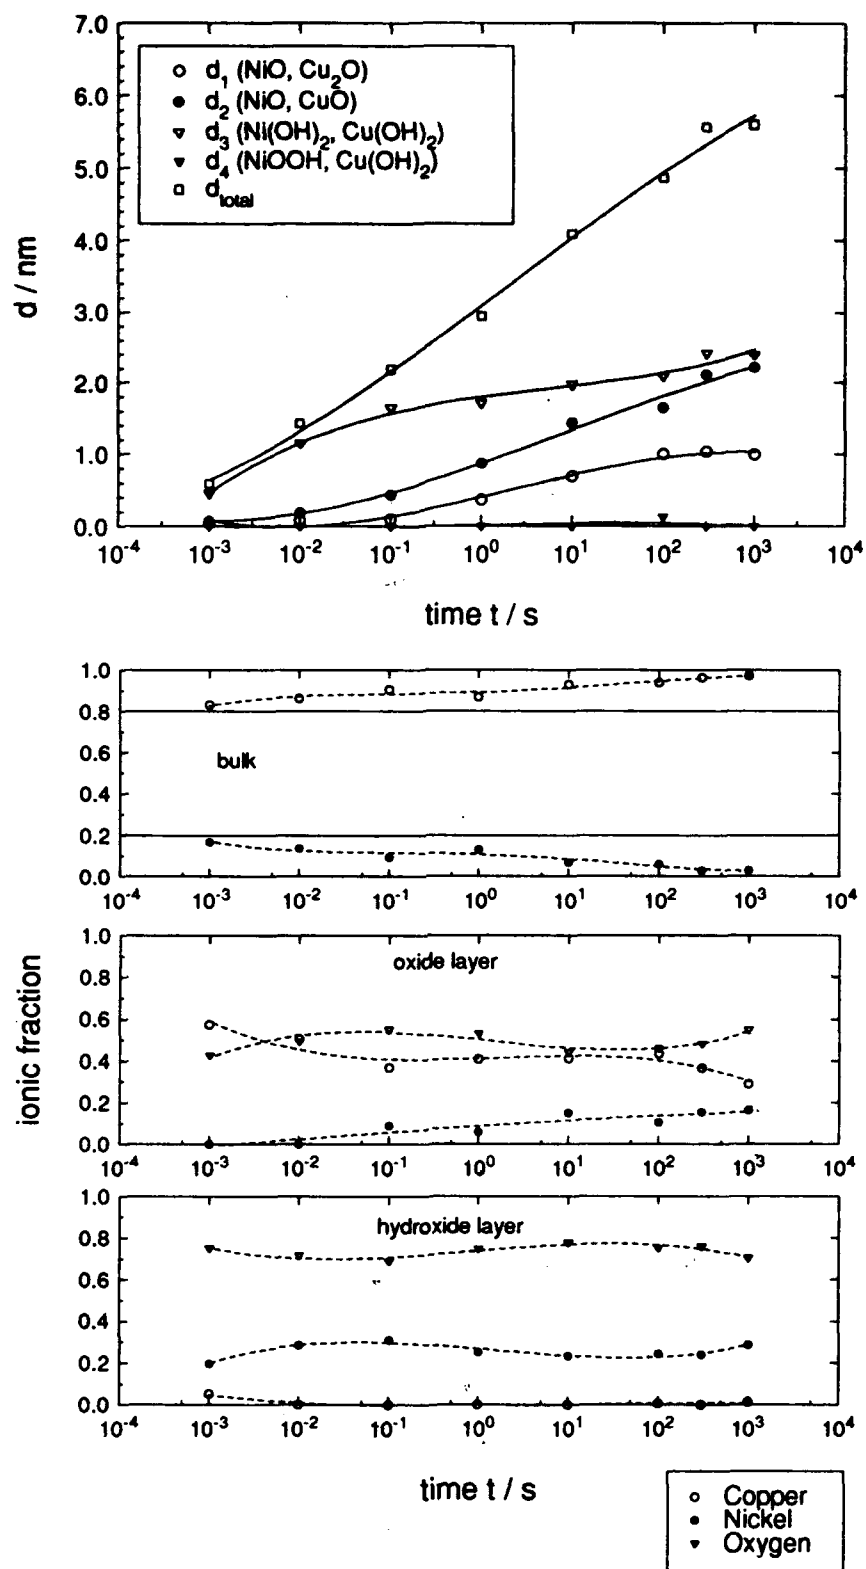 7.0
6.0
5.0
4.0
3.0
2.0
1.0
0.0
d / nm
d1 (NiO, Cu2O)
d2 (NiO, CuO)
d3 (Ni(OH)2, Cu(OH)2)
d4 (NiOOH, Cu(OH)2)
dtotal
10-4 10-3 10-2 10-1 100 101 102 103 104
time t / s
ionic fraction
1.0
0.8
0.6
0.4
0.2
0.0
bulk
10-4 10-3 10-2 10-1 100 101 102 103 104
1.0
0.8
0.6
0.4
0.2
0.0
oxide layer
10-4 10-3 10-2 10-1 100 101 102 103 104
1.0
0.8
0.6
0.4
0.2
0.0
hydroxide layer
10-4 10-3 10-2 10-1 100 101 102 103 104
time t / s
Copper
Nickel
Oxygen